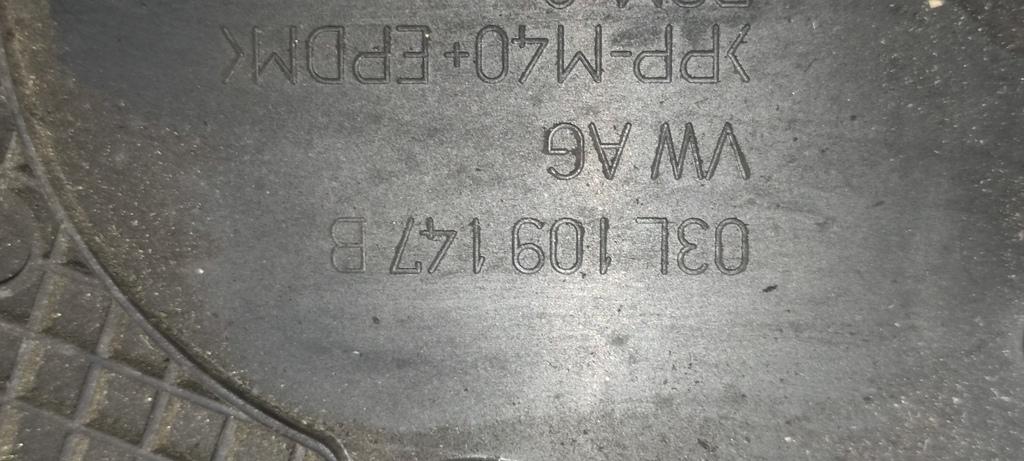 03L 109 147 B
VW AG
>PP-M40+EPDM<